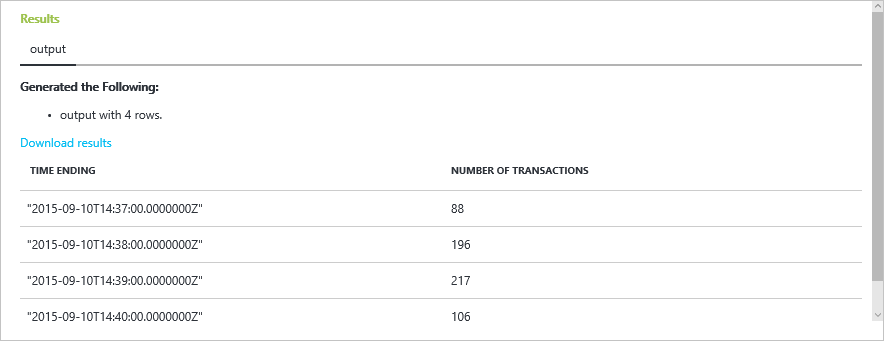 Results
output
Generated the Following:
• output with 4 rows.
Download results
TIME ENDING NUMBER OF TRANSACTIONS
"2015-09-10T14:37:00.0000000Z" 88
"2015-09-10T14:38:00.0000000Z" 196
"2015-09-10T14:39:00.0000000Z" 217
"2015-09-10T14:40:00.0000000Z" 106